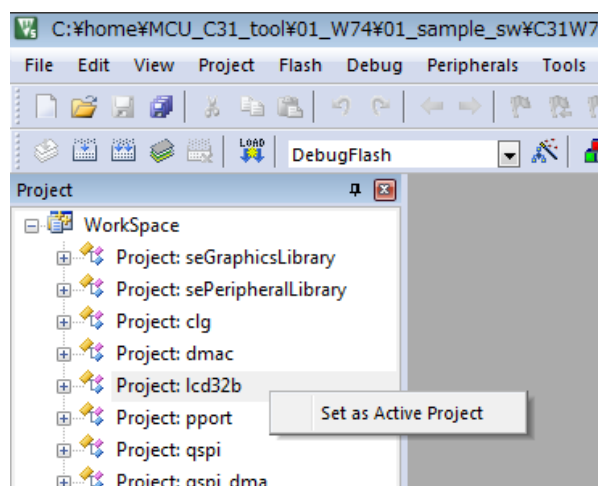 C:¥home¥MCU_C31_tool¥01_W74¥01_sample_sw¥C31W7
File Edit View Project Flash Debug Peripherals Tools
LOAD
DebugFlash
Project
WorkSpace
Project: seGraphicsLibrary
Project: sePeripheralLibrary
Project: clg
Project: dmac
Project: lcd32b
Set as Active Project
Project: pport
Project: qspi
Project: qspi_dma